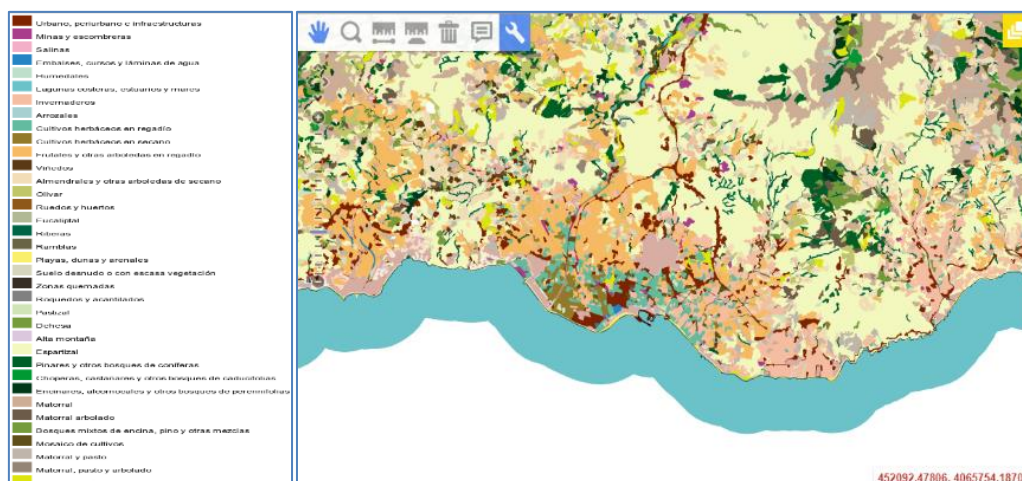 Urbano, periurbano e infraestructuras
Minas y escombreras
Salinas
Embalses, cursos y láminas de agua
Humedales
Lagunas costeras, estuarios y mares
Invernaderos
Arrozales
Cultivos herbáceos en regadío
Cultivos herbáceos en secano
Frutales y otras arboledas en regadío
Viñedos
Almendrales y otras arboledas de secano
Olivar
Ruedos y huertos
Eucaliptal
Riberas
Ramblas
Playas, dunas y arenales
Suelo desnudo o con escasa vegetación
Zonas quemadas
Roquedos y acantilados
Pastizal
Dehesa
Alta montaña
Espartizal
Pinares y otros bosques de coníferas
Choperas, castañares y otros bosques de caducifolias
Encinares, alcornocales y otros bosques de perennifolias
Matorral
Matorral arbolado
Bosques mixtos de encina, pino y otras mezclas
Mosaico de cultivos
Matorral y pasto
Matorral, pasto y arbolado
452092.47806, 4065754.1870